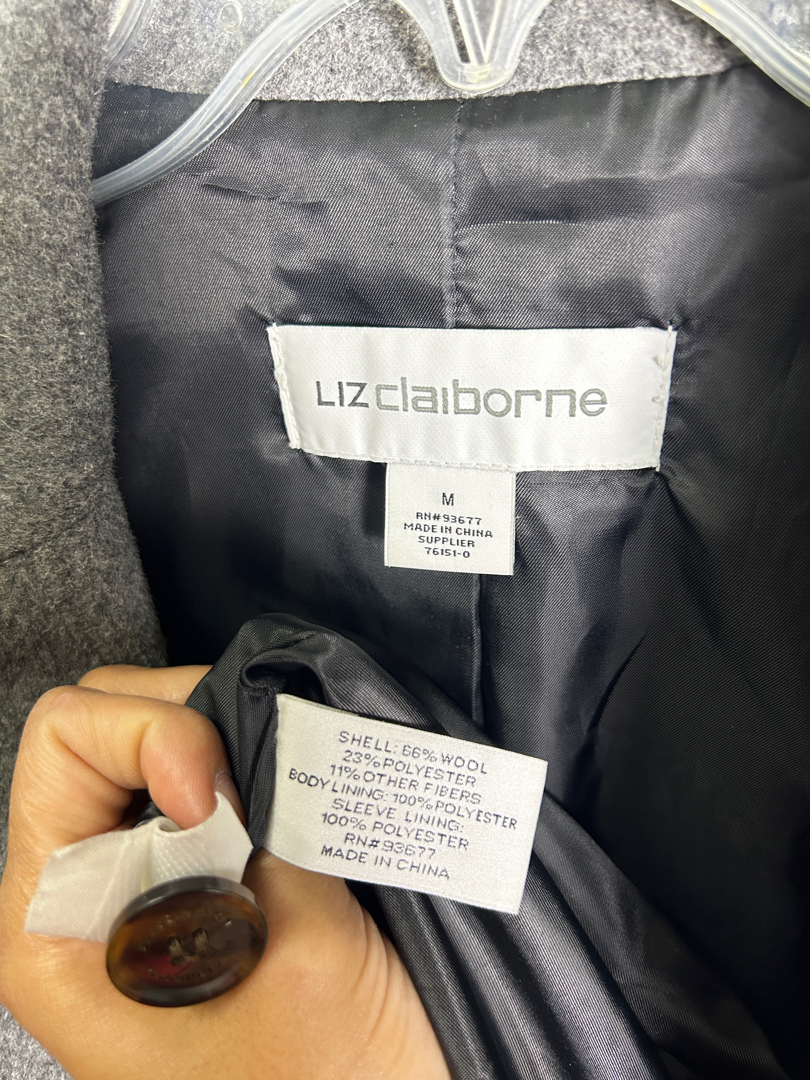 LIZ claiborne
M
RN#93677
MADE IN CHINA
SUPPLIER
76151-0
SHELL: 66% WOOL
23% POLYESTER
11% OTHER FIBERS
BODY LINING: 100% POLYESTER
SLEEVE LINING:
100% POLYESTER
RN#93677
MADE IN CHINA